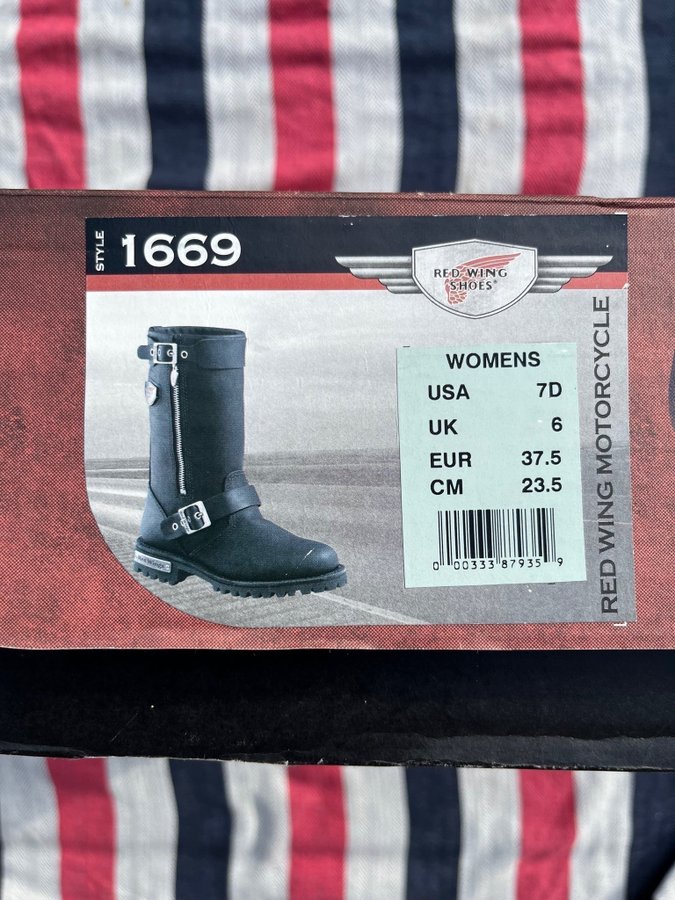 STYLE 1669
RED WING
SHOES®
WOMENS
USA 7D
UK 6
EUR 37.5
CM 23.5
0 00333 87935 9
RED WING MOTORCYCLE